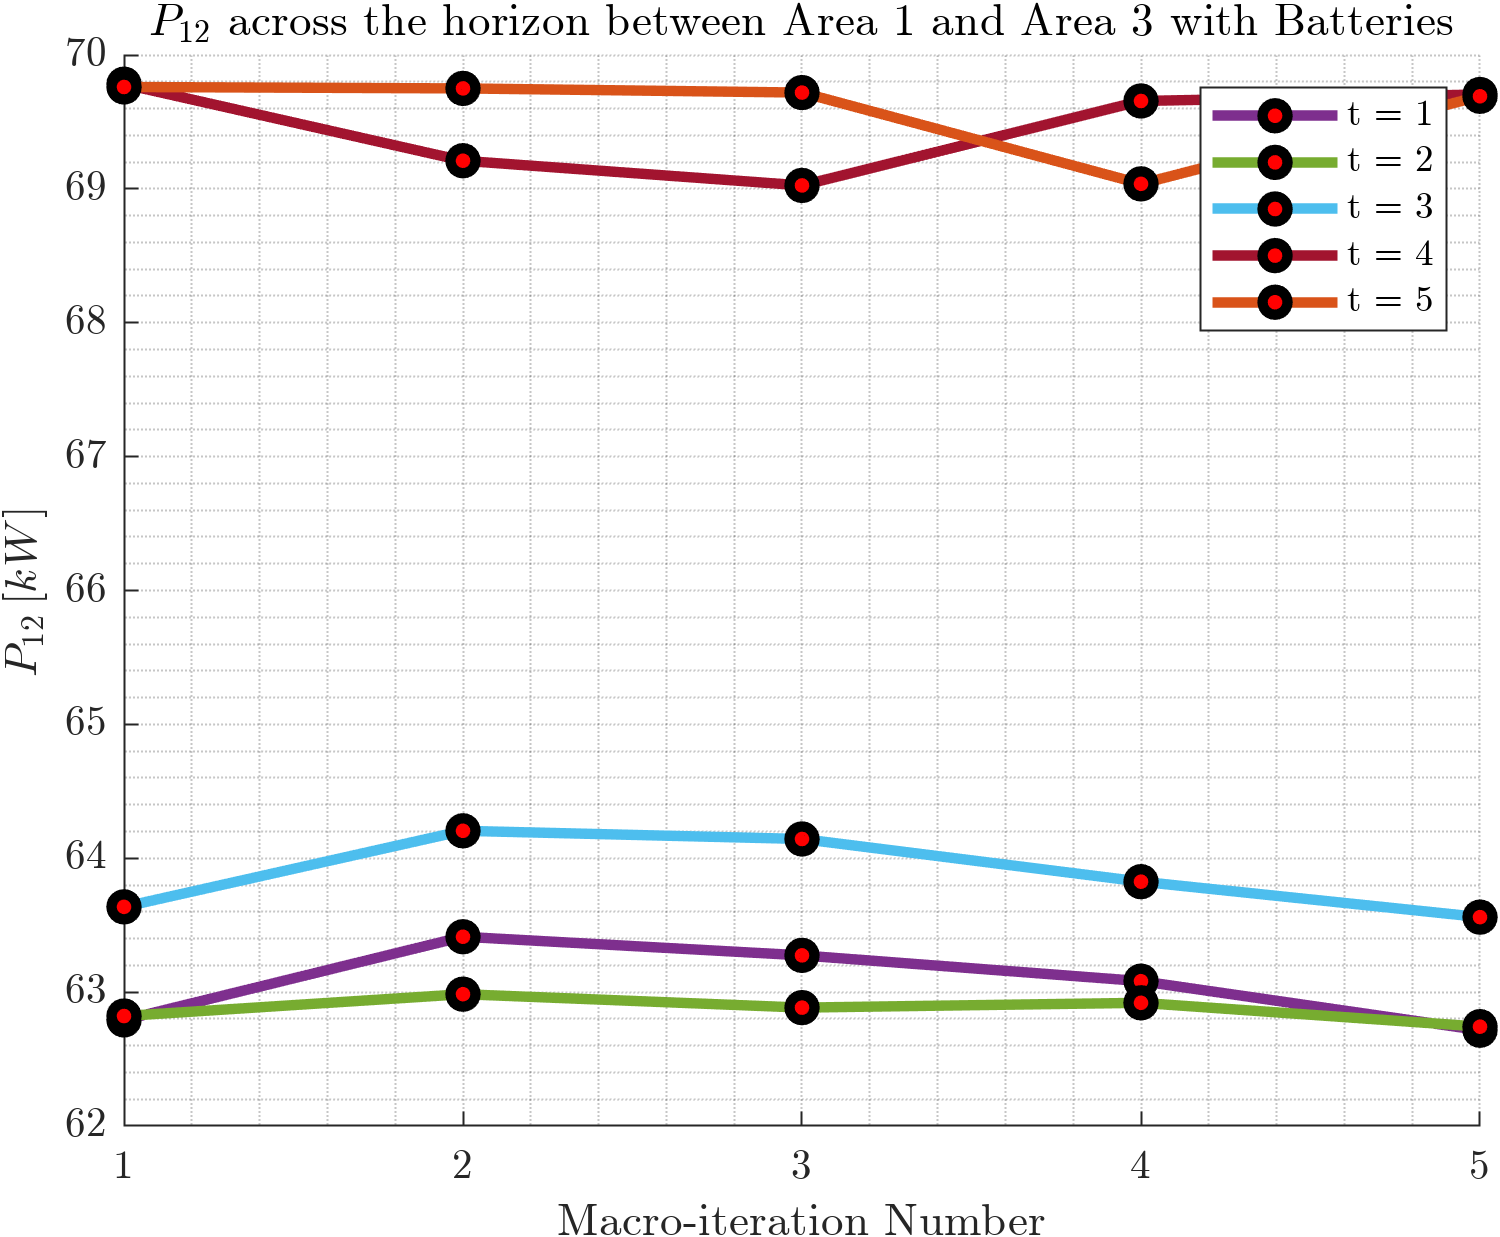 P₁₂ across the horizon between Area 1 and Area 3 with Batteries
70
69
68
67
66
65
64
63
62
P₁₂ [kW]
t = 1
t = 2
t = 3
t = 4
t = 5
1 2 3 4 5
Macro-iteration Number